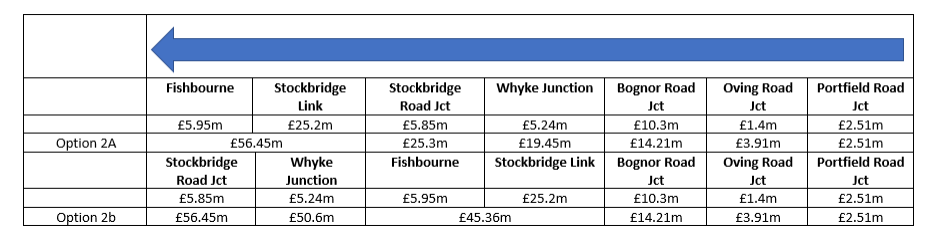 Fishbourne Stockbridge Link Stockbridge Road Jct Whyke Junction Bognor Road Jct Oving Road Jct Portfield Road Jct
£5.95m £25.2m £5.85m £5.24m £10.3m £1.4m £2.51m
Option 2A £56.45m £25.3m £19.45m £14.21m £3.91m £2.51m
Stockbridge Road Jct Whyke Junction Fishbourne Stockbridge Link Bognor Road Jct Oving Road Jct Portfield Road Jct
£5.85m £5.24m £5.95m £25.2m £10.3m £1.4m £2.51m
Option 2b £56.45m £50.6m £45.36m £14.21m £3.91m £2.51m